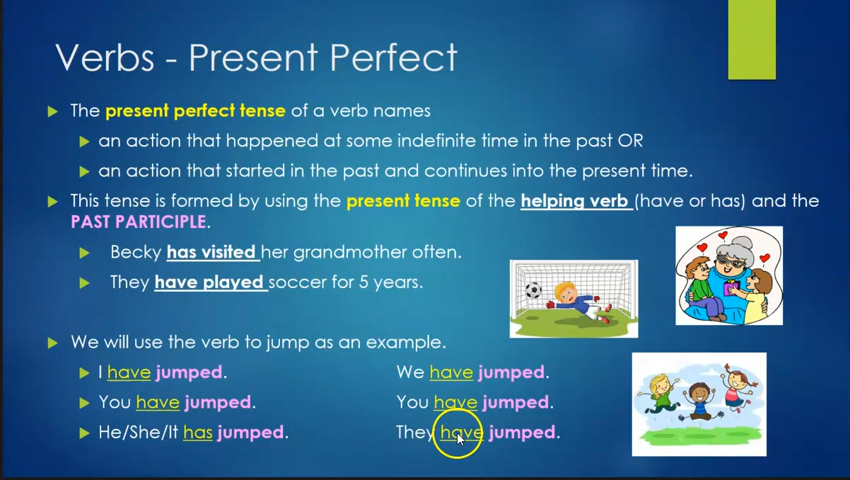 Verbs - Present Perfect
The present perfect tense of a verb names
an action that happened at some indefinite time in the past OR
an action that started in the past and continues into the present time.
This tense is formed by using the present tense of the helping verb (have or has) and the
PAST PARTICIPLE.
Becky has visited her grandmother often.
They have played soccer for 5 years.
We will use the verb to jump as an example.
I have jumped. We have jumped.
You have jumped. You have jumped.
He/She/It has jumped. They have jumped.